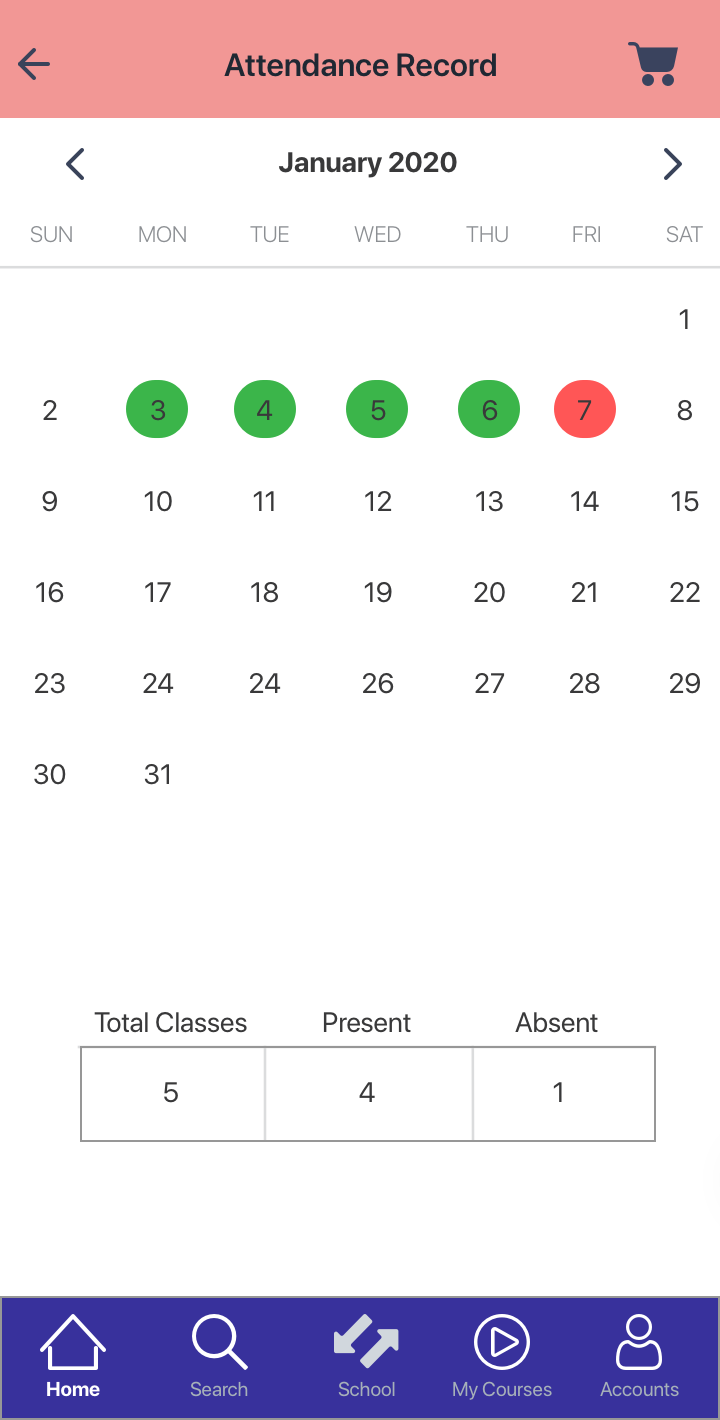 Attendance Record
January 2020
SUN MON TUE WED THU FRI SAT
1
2 3 4 5 6 7 8
9 10 11 12 13 14 15
16 17 18 19 20 21 22
23 24 24 26 27 28 29
30 31
Total Classes Present Absent
5 4 1
Home Search School My Courses Accounts